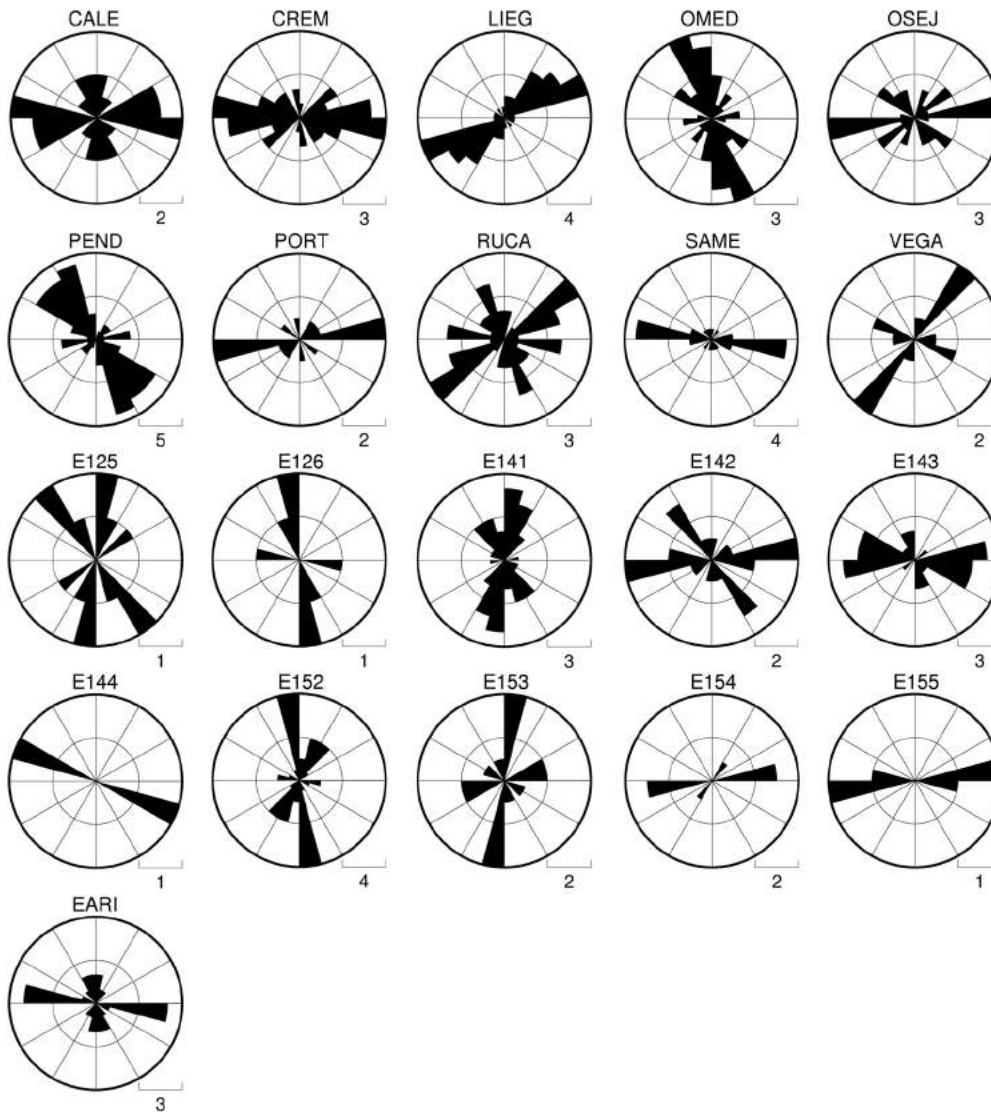 CALE CREM LIEG OMED OSEJ
2 3 4 3 3
PEND PORT RUCA SAME VEGA
5 2 3 4 2
E125 E126 E141 E142 E143
1 1 3 2 3
E144 E152 E153 E154 E155
1 4 2 2 1
EARI
3